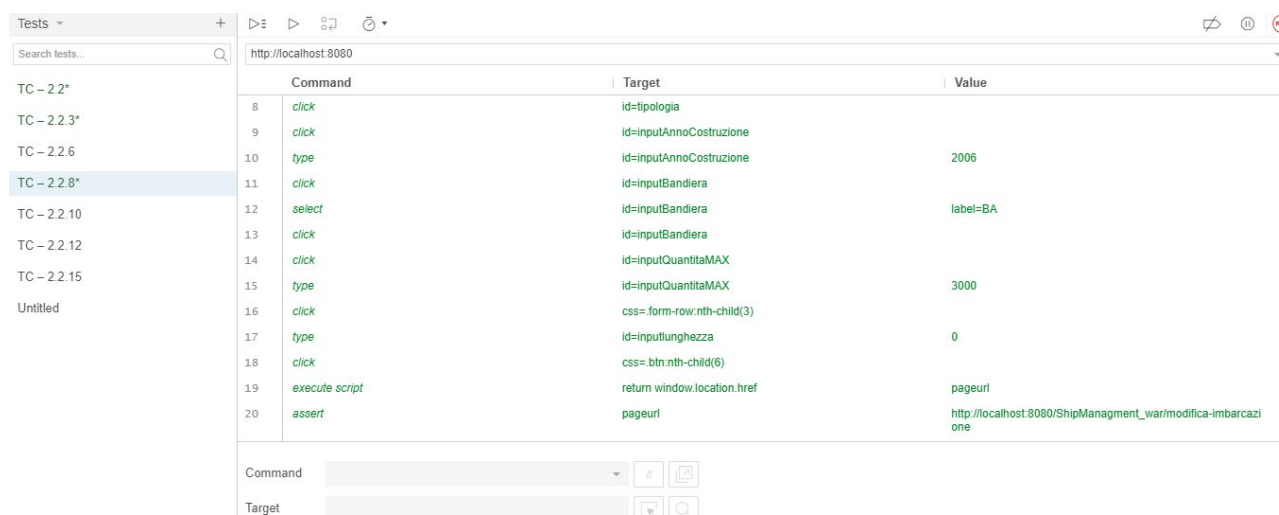 Tests
http://localhost:8080
Search tests...
Command Target Value
TC – 2.2*
TC – 2.2.3*
TC – 2.2.6
TC – 2.2.8*
TC – 2.2.10
TC – 2.2.12
TC – 2.2.15
Untitled
8 click id=tipologia
9 click id=inputAnnoCostruzione
10 type id=inputAnnoCostruzione 2006
11 click id=inputBandiera
12 select id=inputBandiera label=BA
13 click id=inputBandiera
14 click id=inputQuantitaMAX
15 type id=inputQuantitaMAX 3000
16 click css=.form-row:nth-child(3)
17 type id=inputlunghezza 0
18 click css=.btn:nth-child(6)
19 execute script return window.location.href pageurl
20 assert pageurl http://localhost:8080/ShipManagment_war/modifica-imbarcazi
one
Command //
Target